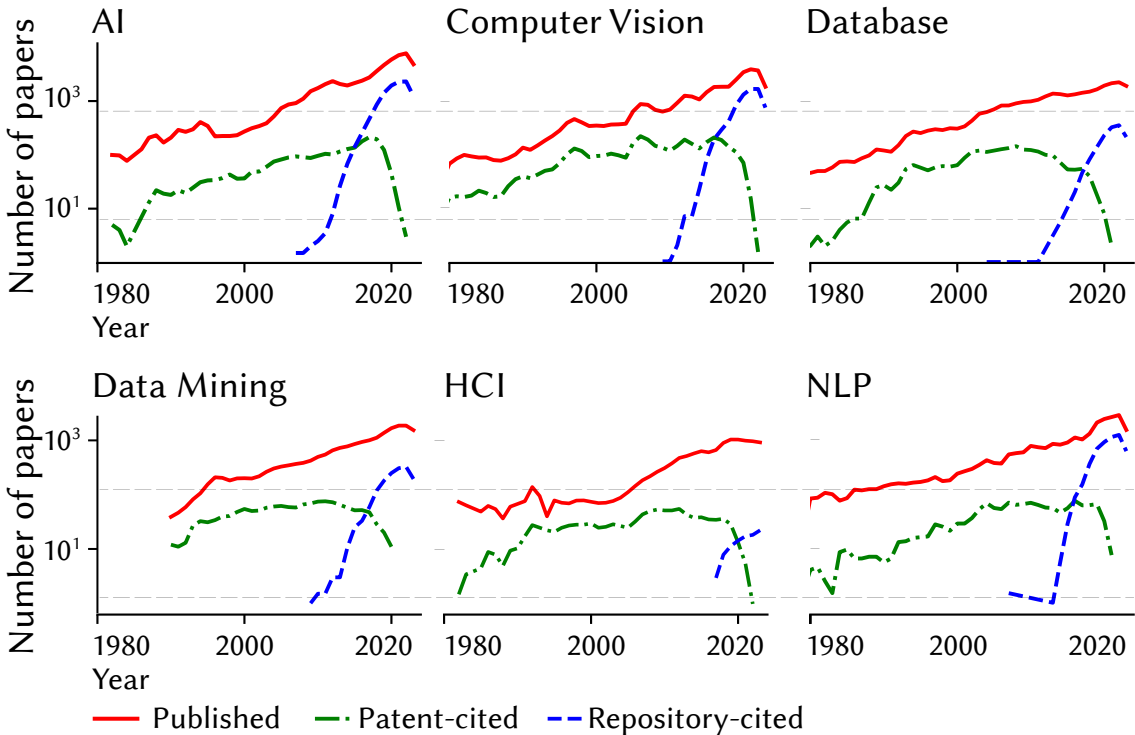 AI Computer Vision Database
Number of papers
10³
10¹
1980 2000 2020 1980 2000 2020 1980 2000 2020
Year
Data Mining HCI NLP
Number of papers
10³
10¹
1980 2000 2020 1980 2000 2020 1980 2000 2020
Year
Published Patent-cited Repository-cited